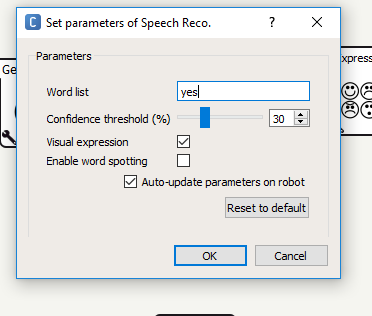 Set parameters of Speech Reco.
Ge
xpress
Parameters
Word list yes
Confidence threshold (%) 30
Visual expression
Enable word spotting
Auto-update parameters on robot
Reset to default
OK Cancel